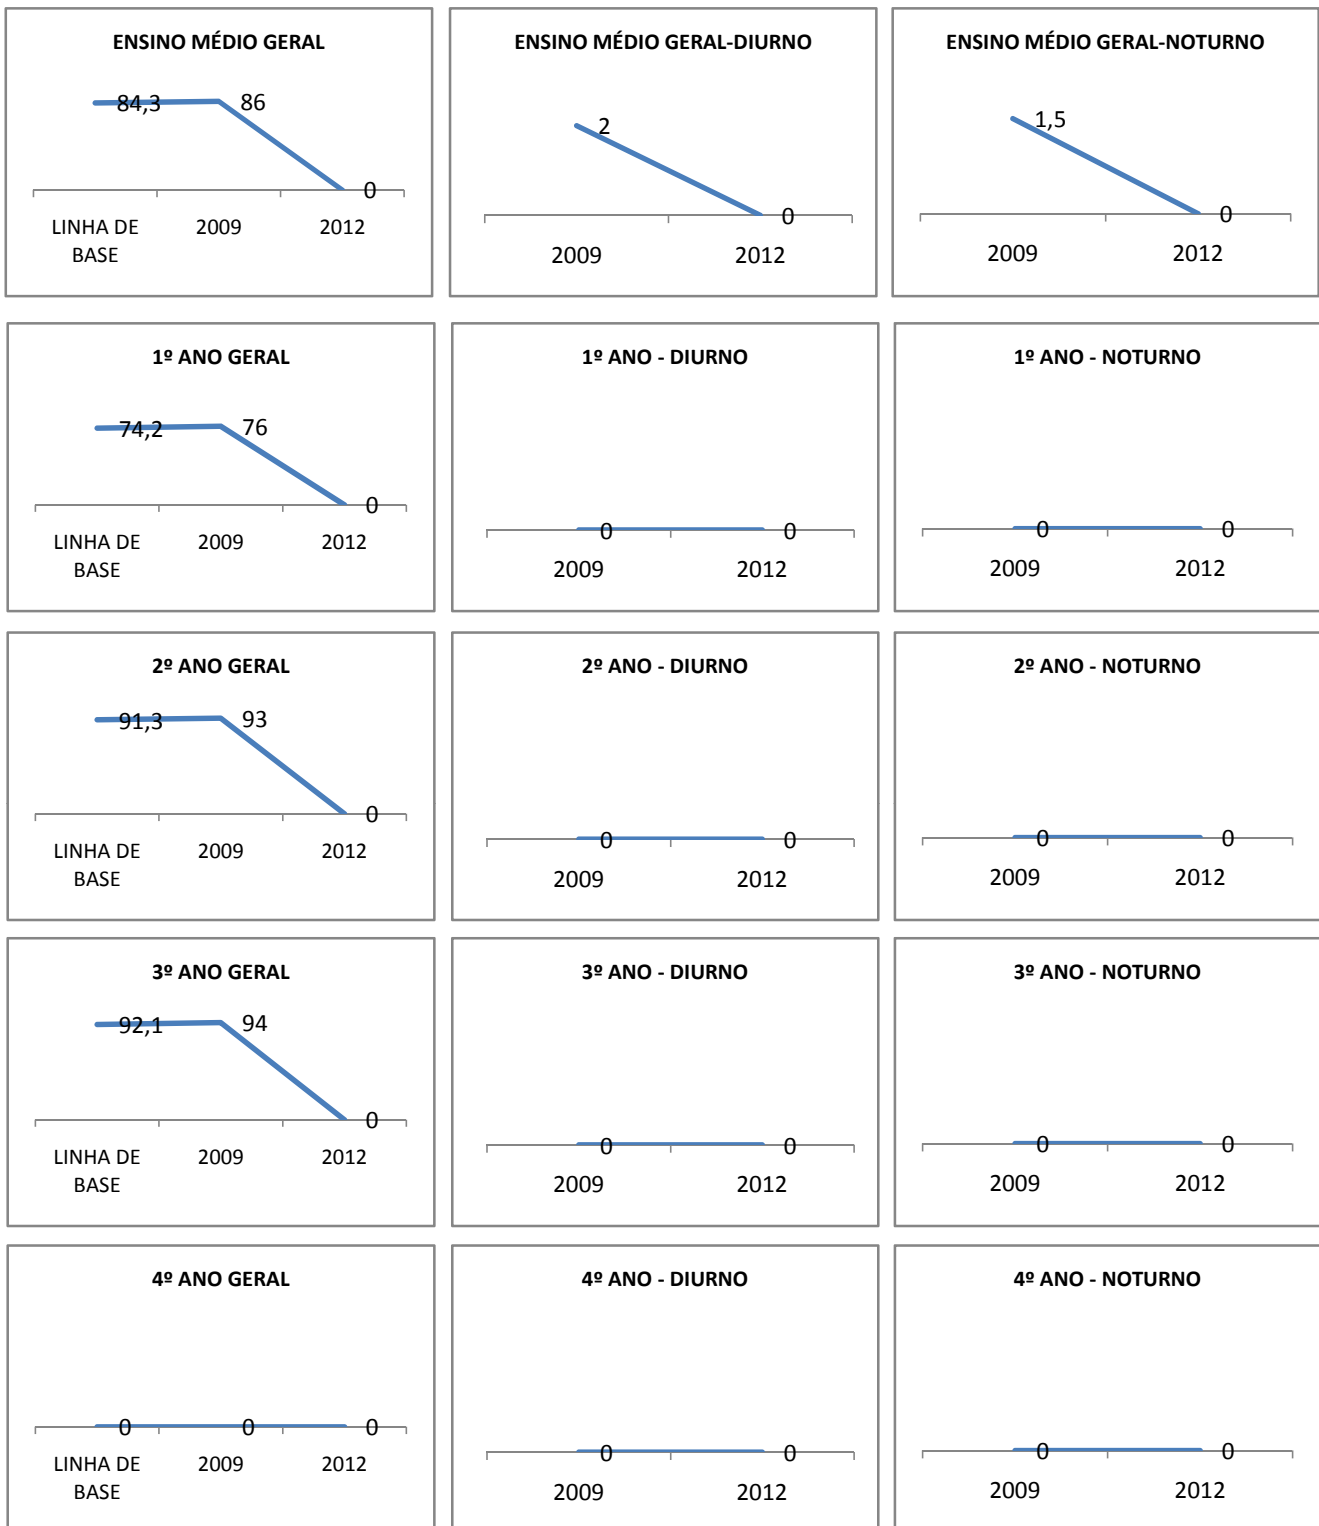 ENSINO MÉDIO GERAL
84,3
86
0
LINHA DE
BASE
2009
2012
ENSINO MÉDIO GERAL-DIURNO
2
0
2009
2012
ENSINO MÉDIO GERAL-NOTURNO
1,5
0
2009
2012
1º ANO GERAL
74,2
76
0
LINHA DE
BASE
2009
2012
1º ANO - DIURNO
0
0
2009
2012
1º ANO - NOTURNO
0
0
2009
2012
2º ANO GERAL
91,3
93
0
LINHA DE
BASE
2009
2012
2º ANO - DIURNO
0
0
2009
2012
2º ANO - NOTURNO
0
0
2009
2012
3º ANO GERAL
92,1
94
0
LINHA DE
BASE
2009
2012
3º ANO - DIURNO
0
0
2009
2012
3º ANO - NOTURNO
0
0
2009
2012
4º ANO GERAL
0
0
0
LINHA DE
BASE
2009
2012
4º ANO - DIURNO
0
0
2009
2012
4º ANO - NOTURNO
0
0
2009
2012